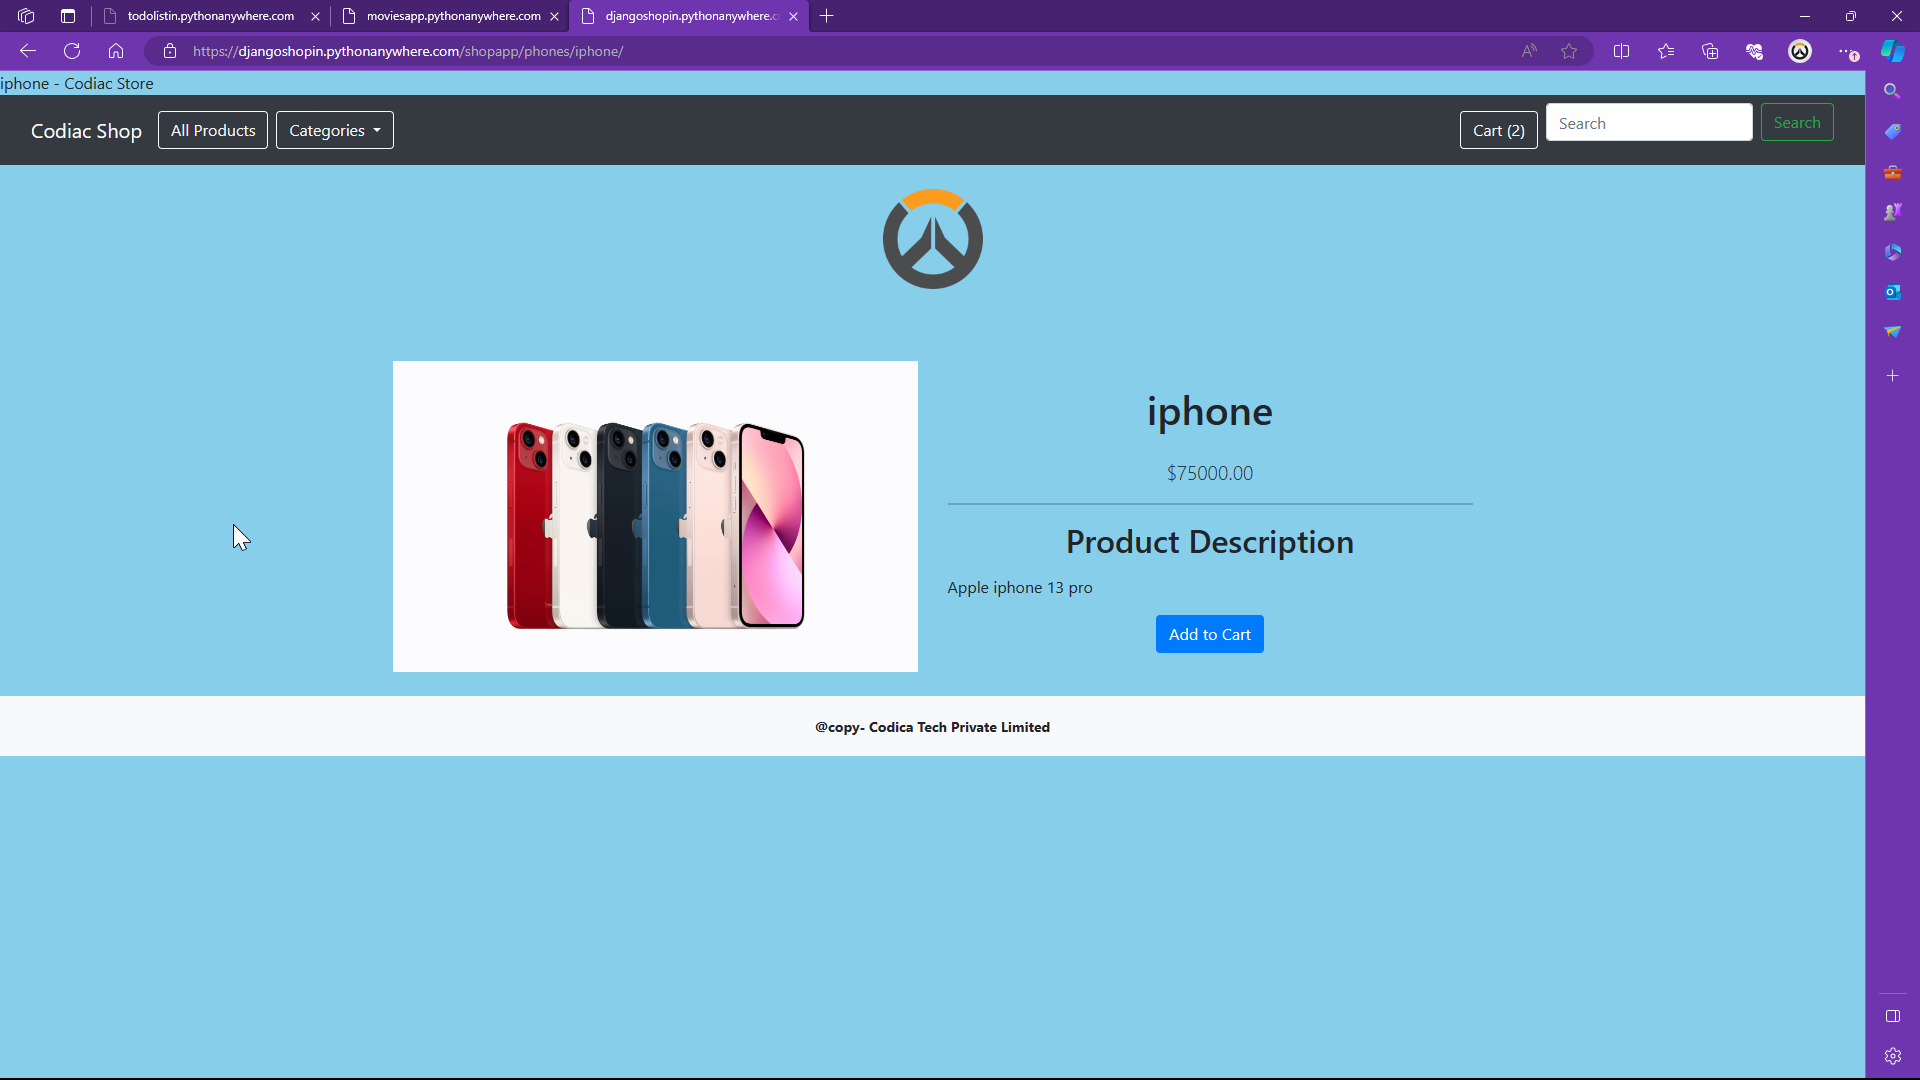 todolistin.pythonanywhere.com
moviesapp.pythonanywhere.com
djangoshopin.pythonanywhere.c
https://djangoshopin.pythonanywhere.com/shopapp/phones/iphone/
iphone - Codiac Store
Codiac Shop
All Products
Categories
Cart (2)
Search
Search
iphone
$75000.00
Product Description
Apple iphone 13 pro
Add to Cart
@copy- Codica Tech Private Limited